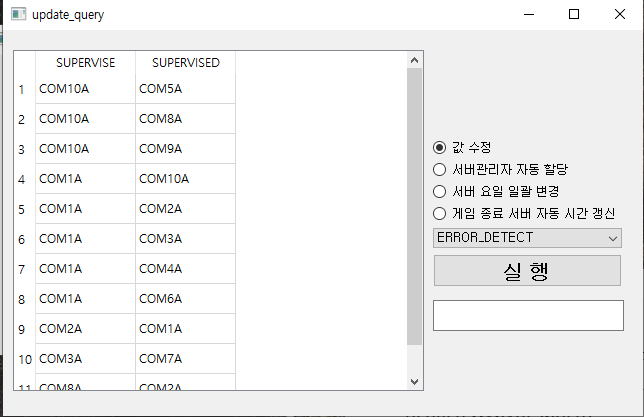 update_query
SUPERVISE SUPERVISED
1 COM10A COM5A
2 COM10A COM8A
3 COM10A COM9A
4 COM1A COM10A
5 COM1A COM2A
6 COM1A COM3A
7 COM1A COM4A
8 COM1A COM6A
9 COM2A COM1A
10 COM3A COM7A
11 COM8A COM2A
값 수정
서버관리자 자동 할당
서버 요일 일괄 변경
게임 종료 서버 자동 시간 갱신
ERROR_DETECT
실 행